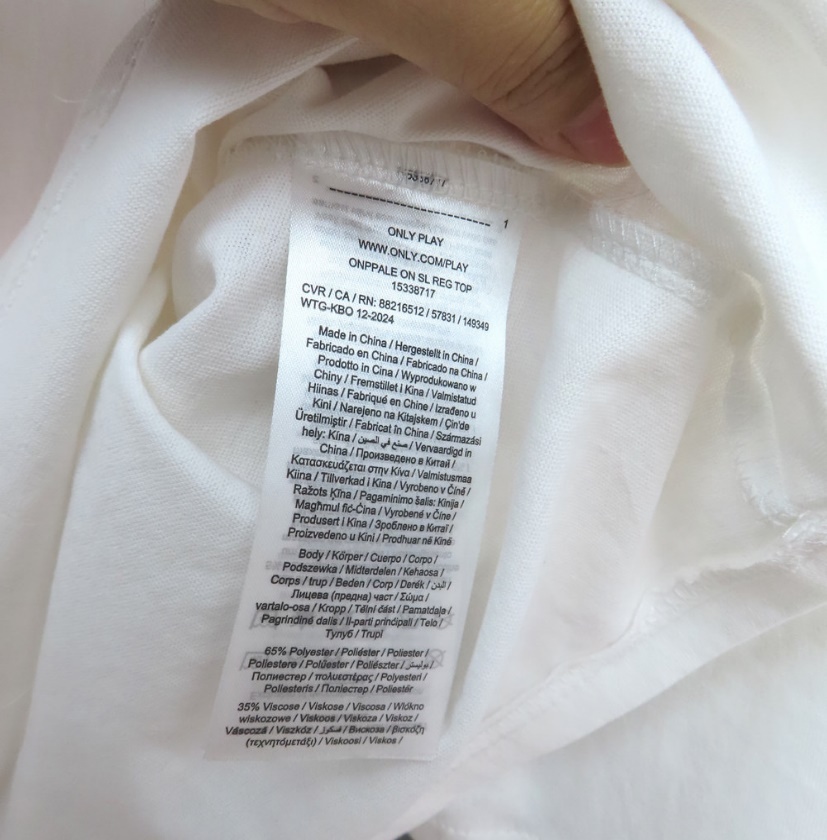 1
ONLY PLAY
WWW.ONLY.COM/PLAY
ONPPALE ON SL REG TOP
15338717
CVR / CA / RN: 88216512 / 57831 / 149349
WTG-KBO 12-2024
Made in China / Hergestellt in China /
Fabricado en China / Fabricado na China /
Prodotto in Cina / Wyprodukowano w
Chiny / Fremstillet i Kina / Valmistatud
Hiinas / Fabriqué en Chine / Izrađeno u
Kini / Narejeno na Kitajskem / Çin'de
Üretilmiştir / Fabricat în China / Származási
hely: Kína / صنع في الصين / Vervaardigd in
China / Произведено в Китай /
Κατασκευάζεται στην Κίνα / Valmistusmaa
Kiina / Tillverkad i Kina / Vyrobeno v Číně /
Ražots Ķīna / Pagaminimo šalis: Kinija /
Magħmul fiċ-Ċina / Vyrobené v Číne /
Produsert i Kina / Зроблено в Китаї /
Proizvedeno u Kini / Prodhuar në Kinë
Body / Körper / Cuerpo / Corpo /
Podszewka / Midterdelen / Kehaosa /
Corps / trup / Beden / Corp / Derék / البدن /
Лицева (предна) част / Σώμα /
vartalo-osa / Kropp / Tělní část / Pamatdaļa /
Pagrindinė dalis / Il-parti prinċipali / Telo /
Тулуб / Trupi
65% Polyester / Poliéster / Poliester /
Poliestere / Polüester / Poliészter / بوليستر /
Полиестер / πολυεστέρας / Polyesteri /
Poliesteris / Поліестер / Poliestër
35% Viscose / Viskose / Viscosa / Włókno
wiskozowe / Viskoos / Viskoza / Viskoz /
Vâscoză / Viszkóz / فسكوز / Вискоза / βισκόζη
(τεχνητόμετάξι) / Viskoosi / Viskos /